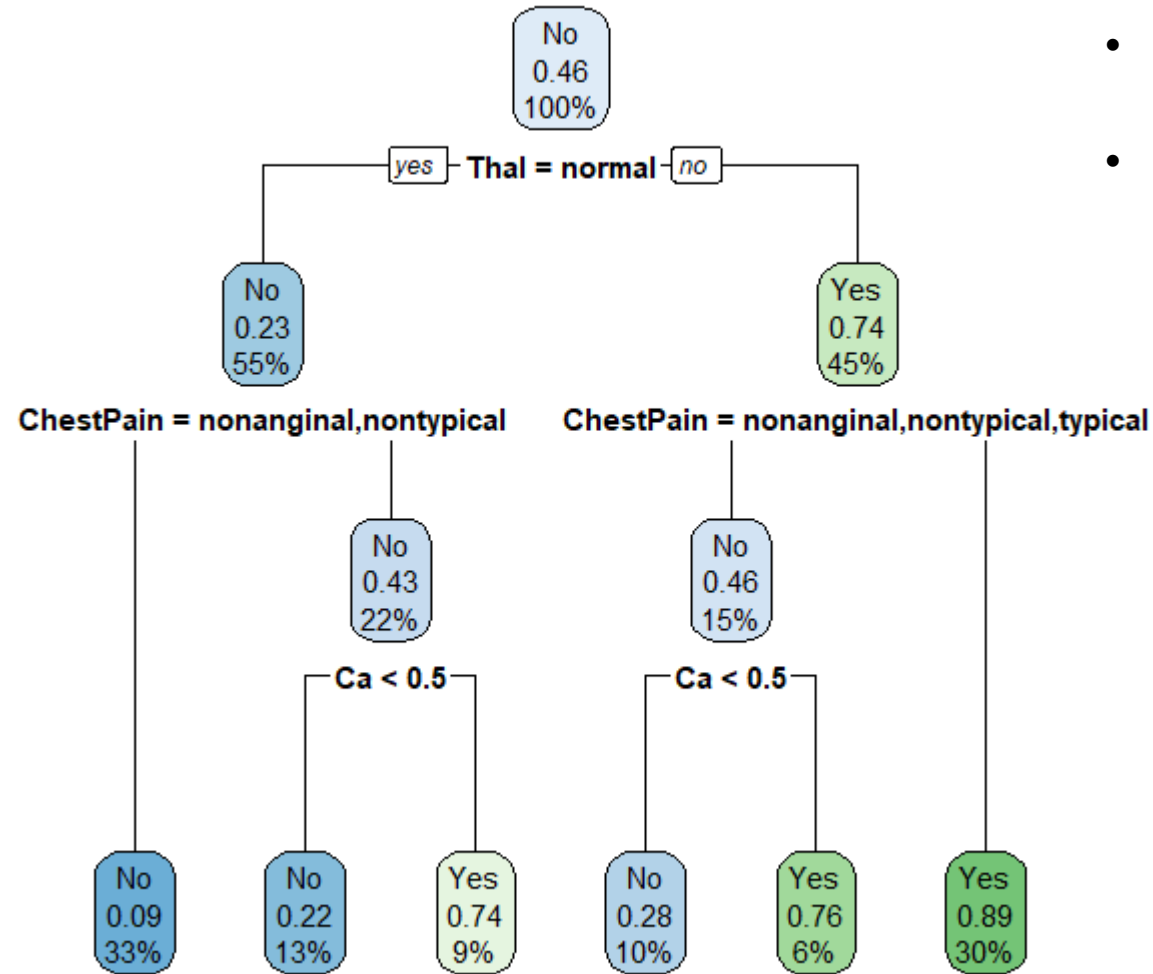 No
0.46
100%
yes Thal = normal no
No
0.23
55%
Yes
0.74
45%
ChestPain = nonanginal,nontypical
ChestPain = nonanginal,nontypical,typical
No
0.43
22%
No
0.46
15%
Ca < 0.5
Ca < 0.5
No
0.09
33%
No
0.22
13%
Yes
0.74
9%
No
0.28
10%
Yes
0.76
6%
Yes
0.89
30%